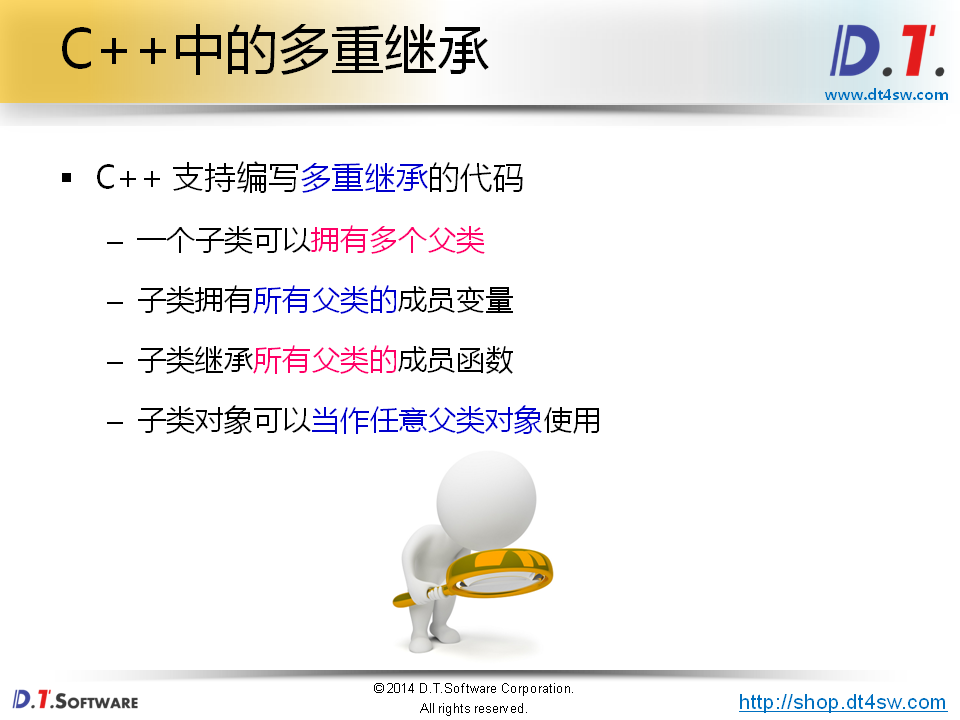 C++中的多重继承
D.T.
www.dt4sw.com
▪ C++ 支持编写多重继承的代码
– 一个子类可以拥有多个父类
– 子类拥有所有父类的成员变量
– 子类继承所有父类的成员函数
– 子类对象可以当作任意父类对象使用
D.T.SOFTWARE
©2014 D.T.Software Corporation.
All rights reserved.
http://shop.dt4sw.com